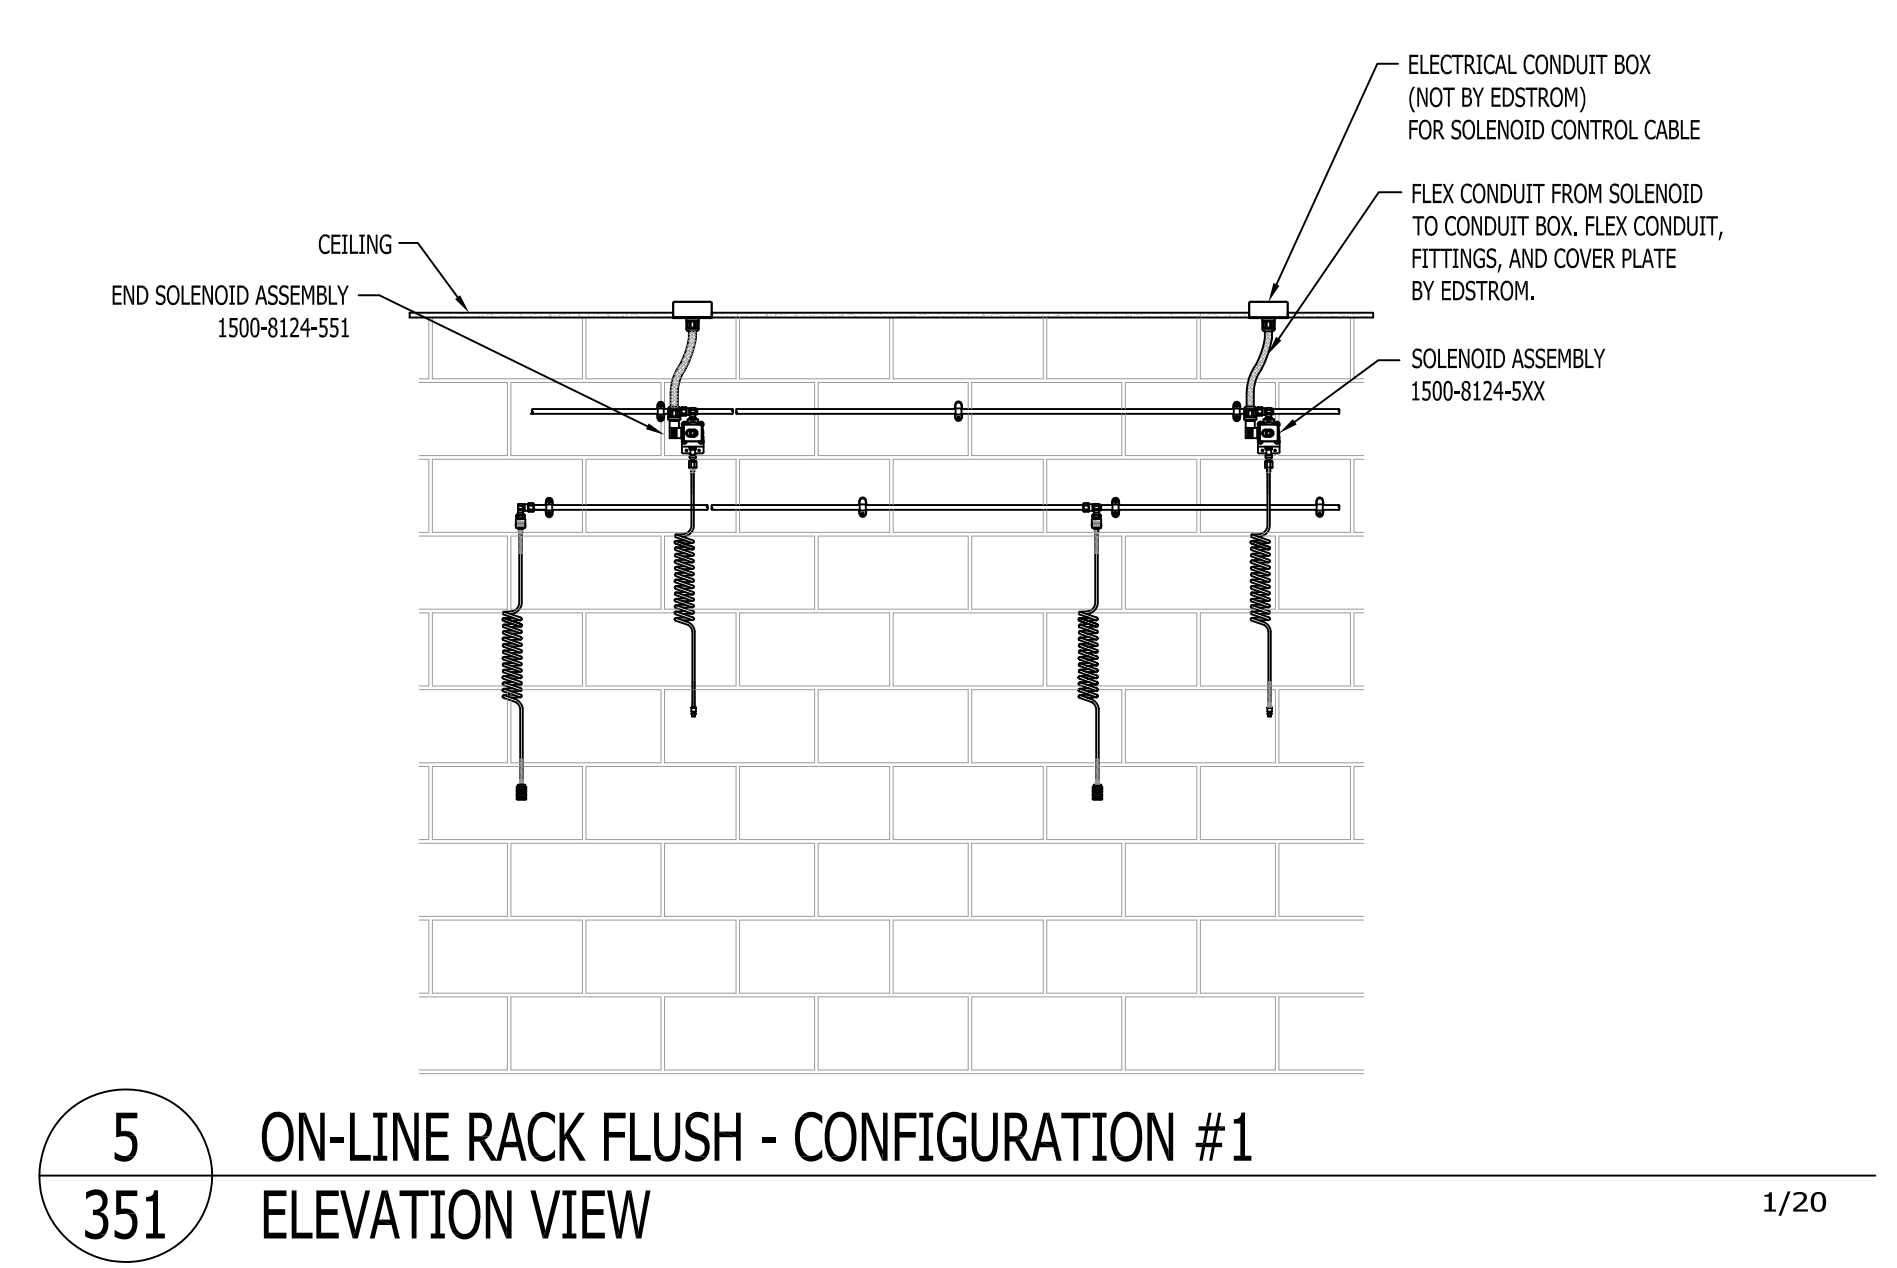 ELECTRICAL CONDUIT BOX
(NOT BY EDSTROM)
FOR SOLENOID CONTROL CABLE
FLEX CONDUIT FROM SOLENOID
TO CONDUIT BOX. FLEX CONDUIT,
FITTINGS, AND COVER PLATE
BY EDSTROM.
CEILING
END SOLENOID ASSEMBLY
1500-8124-551
SOLENOID ASSEMBLY
1500-8124-5XX
5
ON-LINE RACK FLUSH - CONFIGURATION #1
351
ELEVATION VIEW
1/20